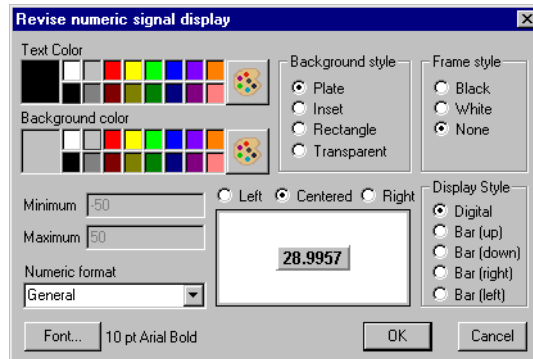 Revise numeric signal display
Text Color
Background color
Background style
Plate
Inset
Rectangle
Transparent
Frame style
Black
White
None
Minimum -50
Maximum 50
Left Centered Right
28.9957
Display Style
Digital
Bar (up)
Bar (down)
Bar (right)
Bar (left)
Numeric format
General
Font... 10 pt Arial Bold
OK Cancel